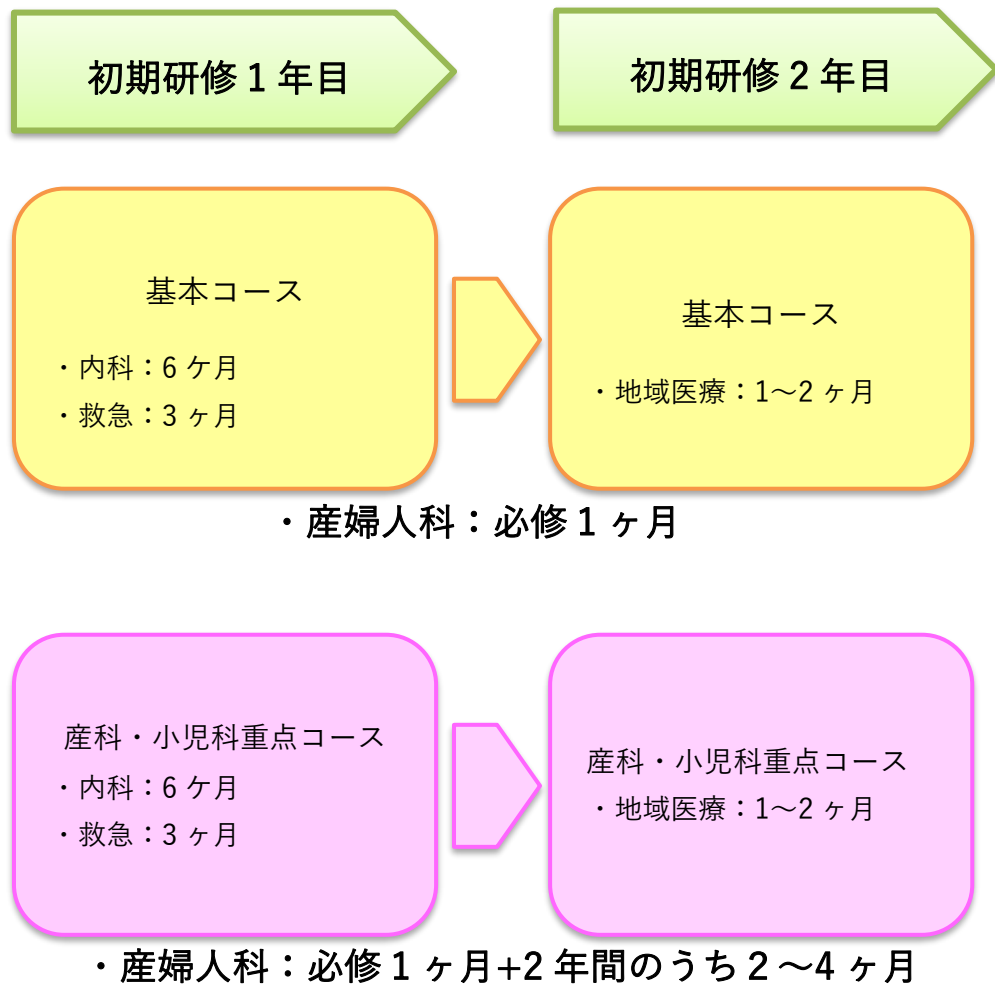 初期研修１年目
初期研修２年目
基本コース
・内科：6ケ月
・救急：3ヶ月
基本コース
・地域医療：1～2ヶ月
・産婦人科：必修１ヶ月
産科・小児科重点コース
・内科：6ケ月
・救急：3ヶ月
産科・小児科重点コース
・地域医療：1～2ヶ月
・産婦人科：必修１ヶ月+2年間のうち２～4ヶ月